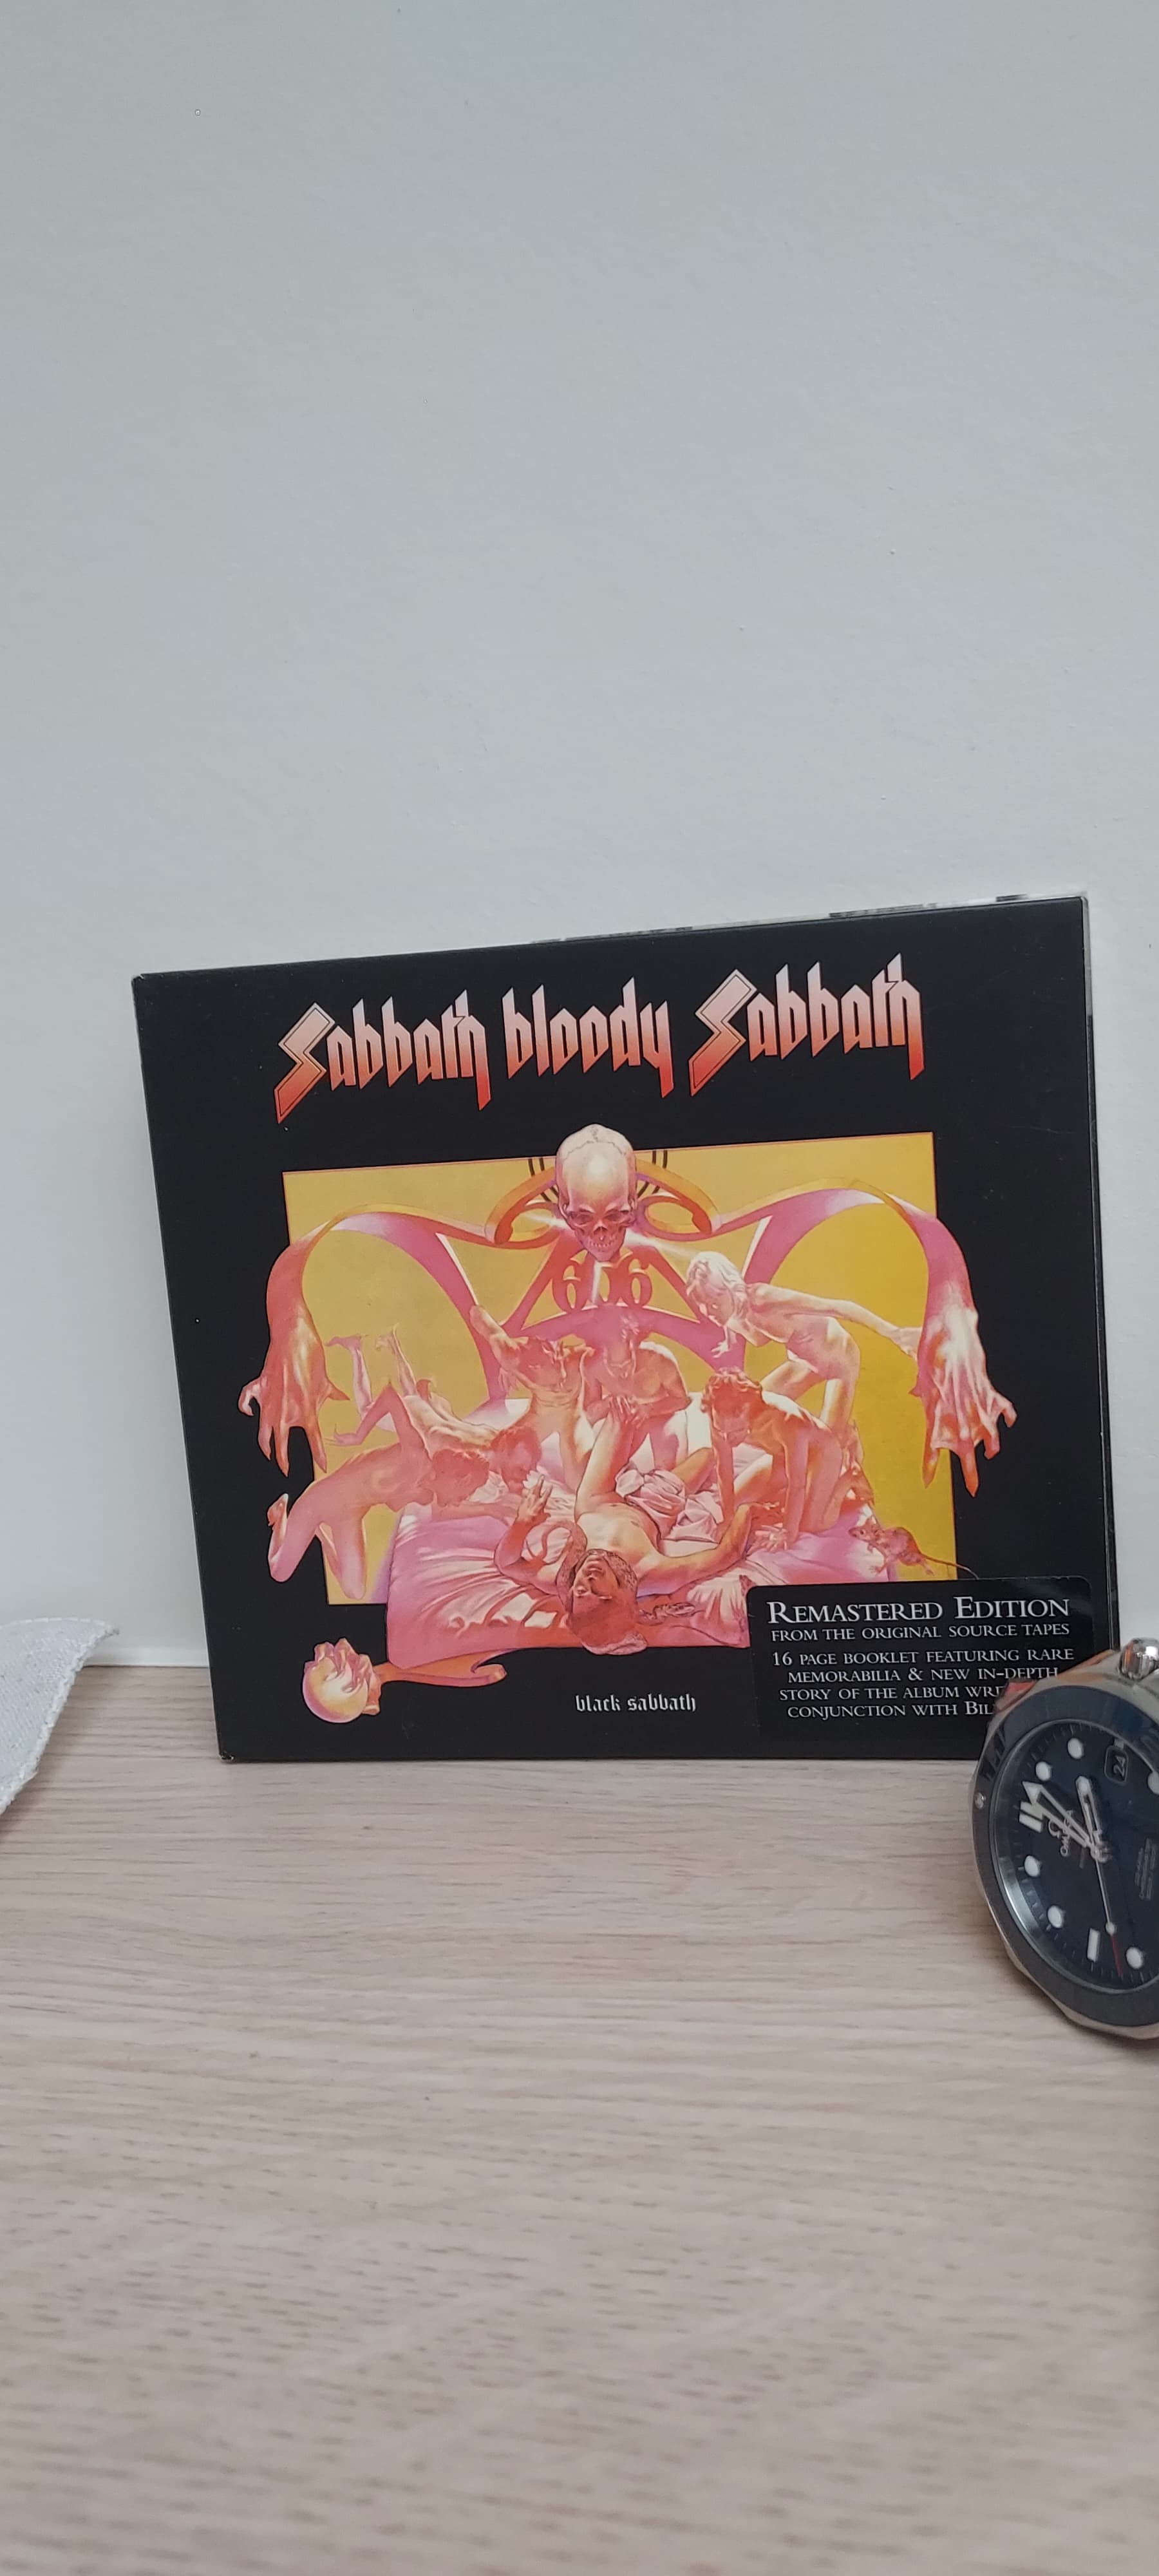 Sabbath bloody Sabbath
666
black sabbath
REMASTERED EDITION
FROM THE ORIGINAL SOURCE TAPES
16 PAGE BOOKLET FEATURING RARE
MEMORABILIA & NEW IN-DEPTH
STORY OF THE ALBUM
CONJUNCTION WITH
24
OMEGA